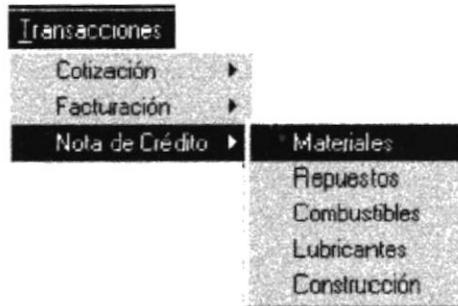 Transacciones
Cotización
Facturación
Nota de Crédito
Materiales
Repuestos
Combustibles
Lubricantes
Construcción